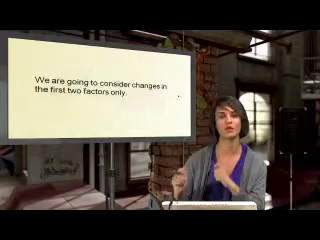 We are going to consider changes in
the first two factors only.